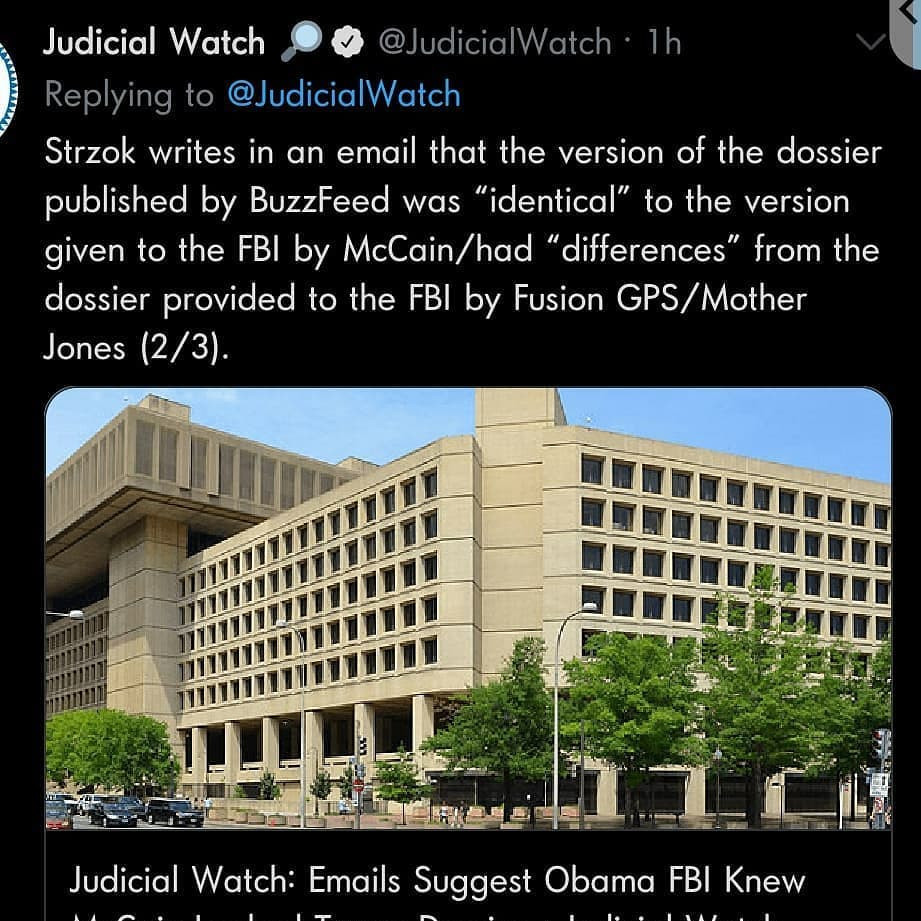 Judicial Watch @JudicialWatch · 1h
Replying to @JudicialWatch
Strzok writes in an email that the version of the dossier
published by BuzzFeed was “identical” to the version
given to the FBI by McCain/had “differences” from the
dossier provided to the FBI by Fusion GPS/Mother
Jones (2/3).
Judicial Watch: Emails Suggest Obama FBI Knew